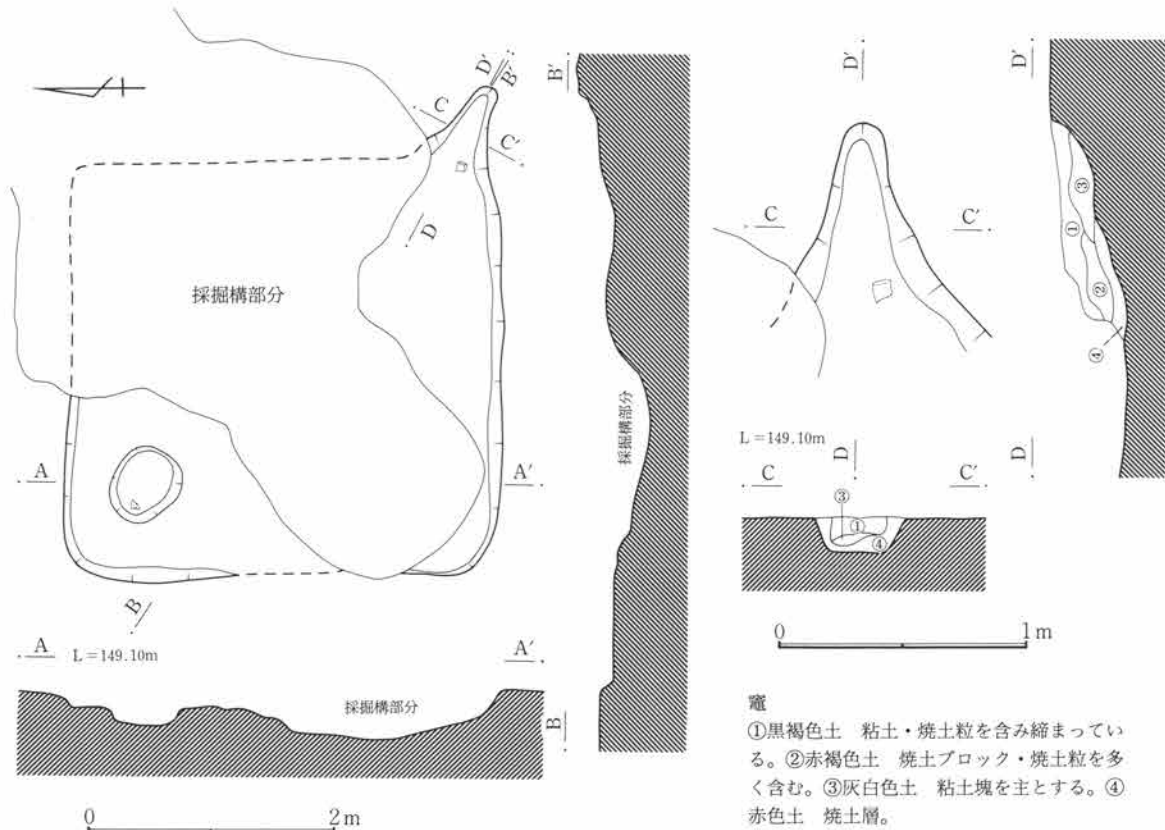 D′
B′
C
C′
D
採掘構部分
A
A′
B
A
L＝149.10m
A′
採掘構部分
0
2m
B′
採掘構部分
B
D′
C
C′
D′
①
②
③
④
L＝149.10m
D
D
C
C′
③
①
④
0
1m
竈
①黒褐色土　粘土・焼土粒を含み締まってい
る。②赤褐色土　焼土ブロック・焼土粒を多
く含む。③灰白色土　粘土塊を主とする。④
赤色土　焼土層。